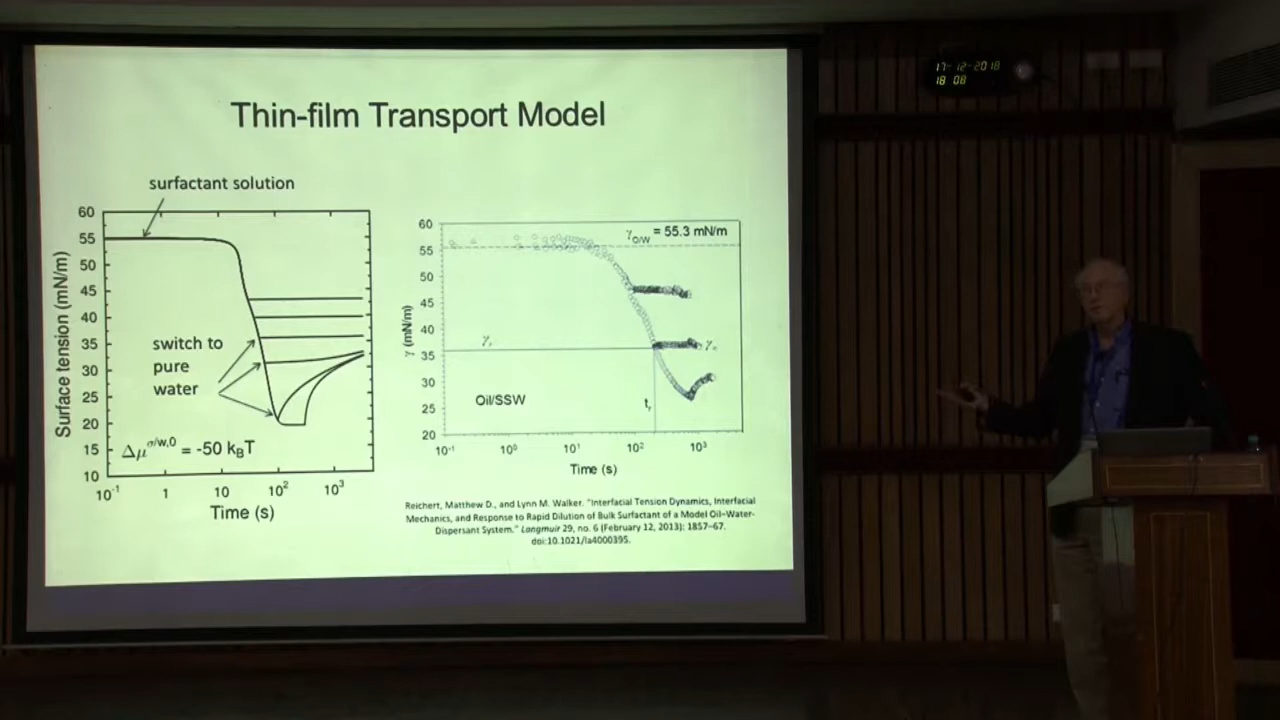 Thin-film Transport Model
surfactant solution
60
55
50
45
40
35
30
25
20
15
10
Surface tension (mN/m)
switch to
pure
water
Δμ^σ/w,0 = -50 k_BT
10^-1
1
10
10^2
10^3
Time (s)
60
55
50
45
40
35
30
25
20
γ (mN/m)
γ_O/W = 55.3 mN/m
Oil/SSW
10^-1
10^0
10^1
10^2
10^3
Time (s)
Reichert, Matthew D., and Lynn M. Walker. "Interfacial Tension Dynamics, Interfacial
Mechanics, and Response to Rapid Dilution of Bulk Surfactant of a Model Oil–Water-
Dispersant System." Langmuir 29, no. 6 (February 12, 2013): 1857–67.
doi:10.1021/la4000395.
17-12-2018
18 08